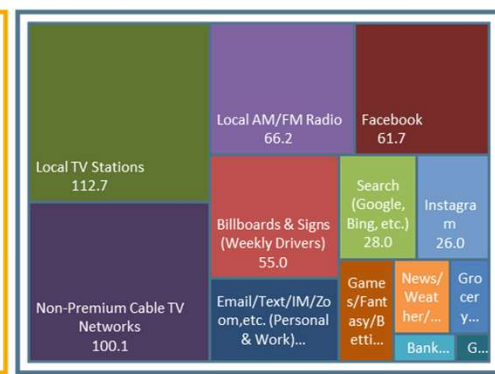 Local TV Stations
112.7
Non-Premium Cable TV
Networks
100.1
Local AM/FM Radio
66.2
Facebook
61.7
Billboards & Signs
(Weekly Drivers)
55.0
Search
(Google,
Bing, etc.)
28.0
Instagra
m
26.0
Email/Text/IM/Zo
om,etc. (Personal
& Work)...
Game
s/Fant
asy/B
etti...
News/
Weat
her/...
Gro
cer
y...
Bank...
G...